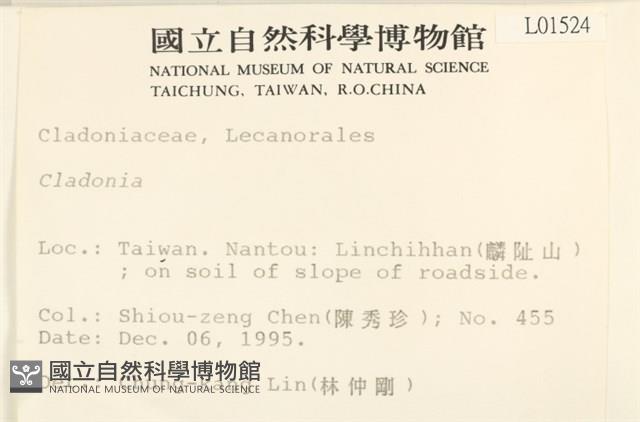 L01524
國立自然科學博物館
NATIONAL MUSEUM OF NATURAL SCIENCE
TAICHUNG, TAIWAN, R.O.CHINA
Cladoniaceae, Lecanorales
Cladonia
Loc.: Taiwan. Nantou: Linchihhan(麟趾山)
; on soil of slope of roadside.
Col.: Shiou-zeng Chen(陳秀珍); No. 455
Date: Dec. 06, 1995.
Lin(林仲剛)
國立自然科學博物館
NATIONAL MUSEUM OF NATURAL SCIENCE